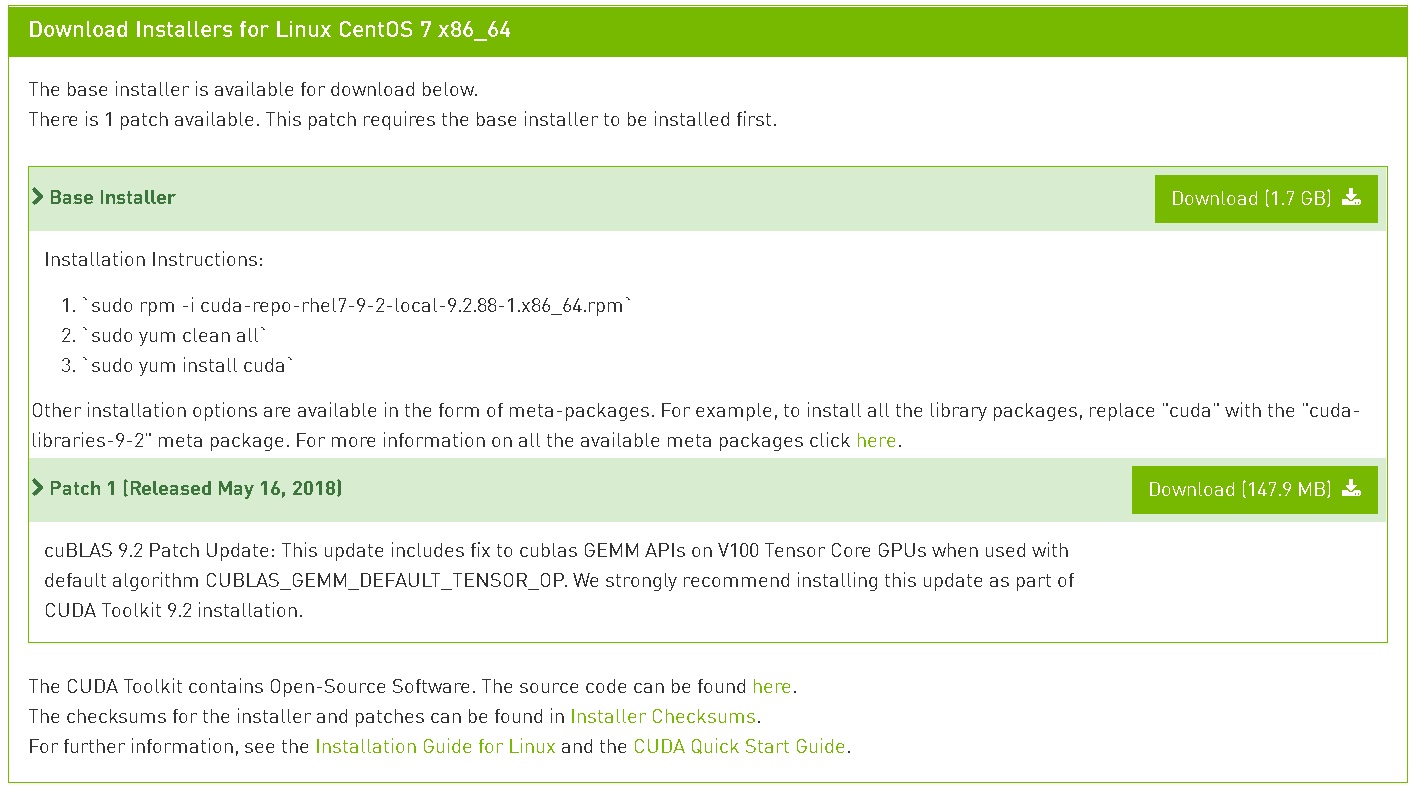 Download Installers for Linux CentOS 7 x86_64
The base installer is available for download below.
There is 1 patch available. This patch requires the base installer to be installed first.
Base Installer
Download (1.7 GB)
Installation Instructions:
1. `sudo rpm -i cuda-repo-rhel7-9-2-local-9.2.88-1.x86_64.rpm`
2. `sudo yum clean all`
3. `sudo yum install cuda`
Other installation options are available in the form of meta-packages. For example, to install all the library packages, replace "cuda" with the "cuda-
libraries-9-2" meta package. For more information on all the available meta packages click here.
Patch 1 (Released May 16, 2018)
Download (147.9 MB)
cuBLAS 9.2 Patch Update: This update includes fix to cublas GEMM APIs on V100 Tensor Core GPUs when used with
default algorithm CUBLAS_GEMM_DEFAULT_TENSOR_OP. We strongly recommend installing this update as part of
CUDA Toolkit 9.2 installation.
The CUDA Toolkit contains Open-Source Software. The source code can be found here.
The checksums for the installer and patches can be found in Installer Checksums.
For further information, see the Installation Guide for Linux and the CUDA Quick Start Guide.